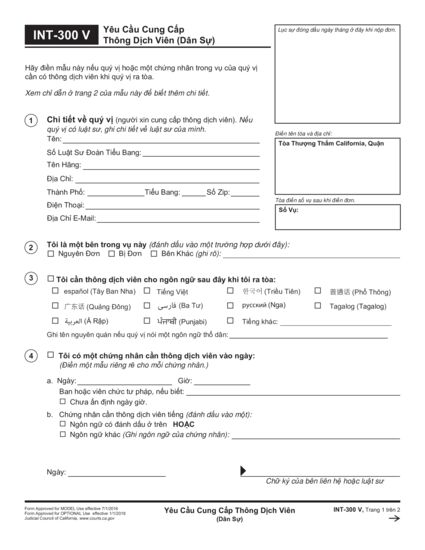 INT-300 V
Yêu Cầu Cung Cấp
Thông Dịch Viên (Dân Sự)
Lục sự đóng dấu ngày tháng ở đây khi nộp đơn.
Hãy điền mẫu này nếu quý vị hoặc một nhân chứng trong vụ của quý vị
cần có thông dịch viên khi quý vị ra tòa.
Xem chỉ dẫn ở trang 2 của mẫu này để biết thêm chi tiết.
1
Chi tiết về quý vị (người xin cung cấp thông dịch viên). Nếu
quý vị có luật sư, ghi chi tiết về luật sư của mình.
Tên:
Số Luật Sư Đoàn Tiểu Bang:
Tên Hãng:
Địa Chỉ:
Thành Phố: Tiểu Bang: Số Zip:
Điện Thoại:
Địa Chỉ E-Mail:
Điền tên tòa và địa chỉ:
Tòa Thượng Thẩm California, Quận
Tòa điền số vụ sau khi điền đơn.
Số Vụ:
2
Tôi là một bên trong vụ này (đánh dấu vào một trường hợp dưới đây):
Nguyên Đơn Bị Đơn Bên Khác (ghi rõ):
3
Tôi cần thông dịch viên cho ngôn ngữ sau đây khi tôi ra tòa:
español (Tây Ban Nha) Tiếng Việt 한국어 (Triều Tiên) 普通话 (Phổ Thông)
广东话 (Quảng Đông) فارسی (Ba Tư) русский (Nga) Tagalog (Tagalog)
العربية (Á Rập) ਪੰਜਾਬੀ (Punjabi) Tiếng khác:
Ghi tên nguyên quán nếu quý vị nói một ngôn ngữ thổ dân:
4
Tôi có một nhân chứng cần thông dịch viên vào ngày:
(Điền một mẫu riêng rẽ cho mỗi nhân chứng.)
a. Ngày: Giờ:
Ban hoặc viên chức tư pháp, nếu biết:
Chưa ấn định ngày giờ.
b. Chứng nhân cần thông dịch viên tiếng (đánh dấu vào một):
Ngôn ngữ đã có đánh dấu ở trên HOẶC
Ngôn ngữ khác (Ghi ngôn ngữ của chứng nhân):
Ngày:
Chữ ký của bên liên hệ hoặc luật sư
Form Approved for MODEL Use effective 7/1/2016
Form Approved for OPTIONAL Use effective 1/1/2018
Judicial Council of California, www.courts.ca.gov
Yêu Cầu Cung Cấp Thông Dịch Viên
(Dân Sự)
INT-300 V, Trang 1 trên 2